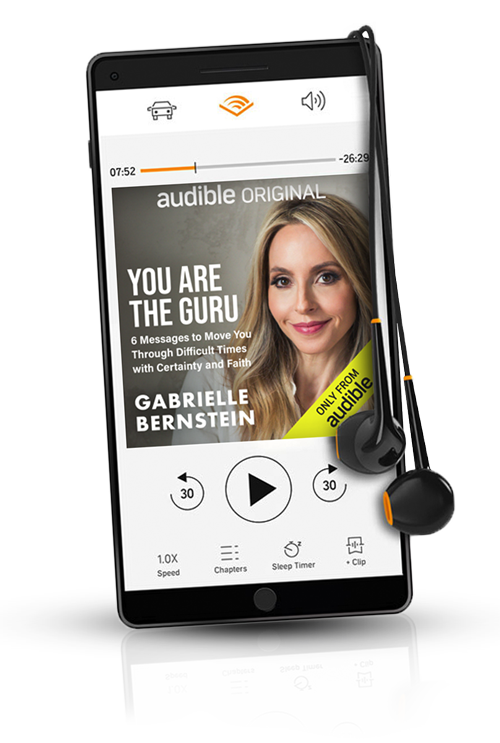 07:52
-26:29
audible ORIGINAL
YOU ARE
THE GURU
6 Messages to Move You
Through Difficult Times
with Certainty and Faith
GABRIELLE
BERNSTEIN
ONLY FROM
audible
30
30
1.0X
Speed
Chapters
z
Sleep Timer
+ Clip